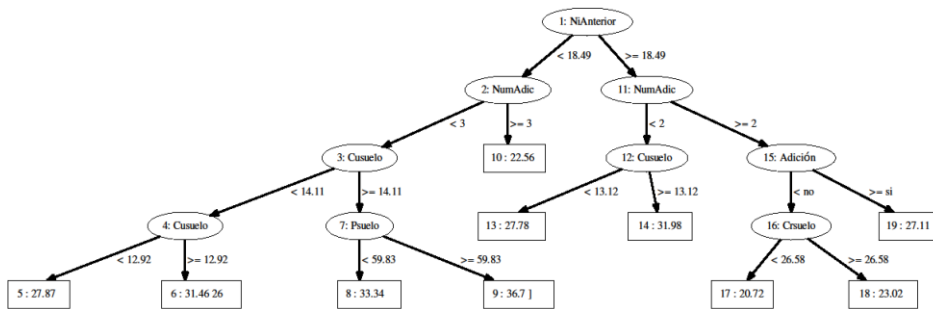 1: NiAnterior
< 18.49 >= 18.49
2: NumAdic 11: NumAdic
< 3 >= 3 < 2 >= 2
3: Cusuelo 10 : 22.56 12: Cusuelo 15: Adición
< 14.11 >= 14.11 < 13.12 >= 13.12 < no >= si
4: Cusuelo 7: Psuelo 13 : 27.78 14 : 31.98 16: Crsuelo 19 : 27.11
< 12.92 >= 12.92 < 59.83 >= 59.83 < 26.58 >= 26.58
5 : 27.87 6 : 31.46 26 8 : 33.34 9 : 36.7 ] 17 : 20.72 18 : 23.02